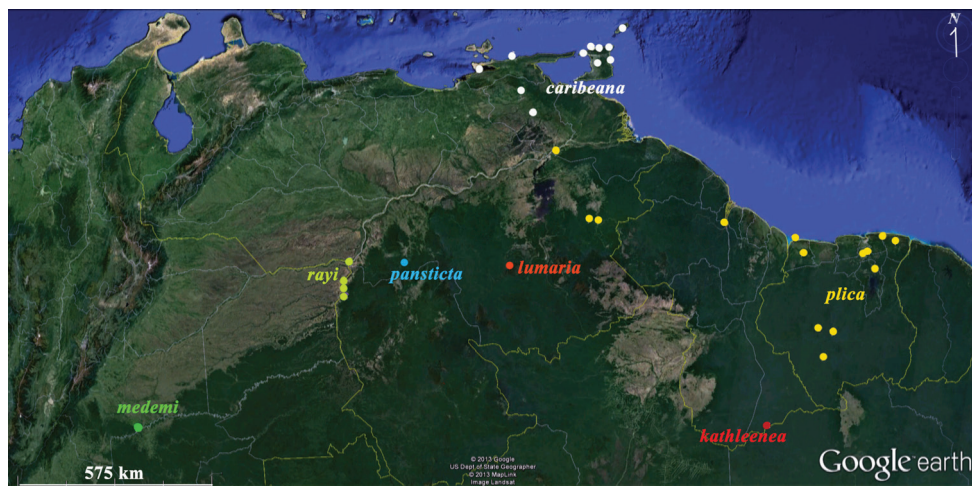 N
caribeana
rayi
pansticta
lumaria
plica
medemi
kathleenea
575 km
© 2013 Google
US Dept of State Geographer
© 2013 MapLink
Image Landsat
Google earth